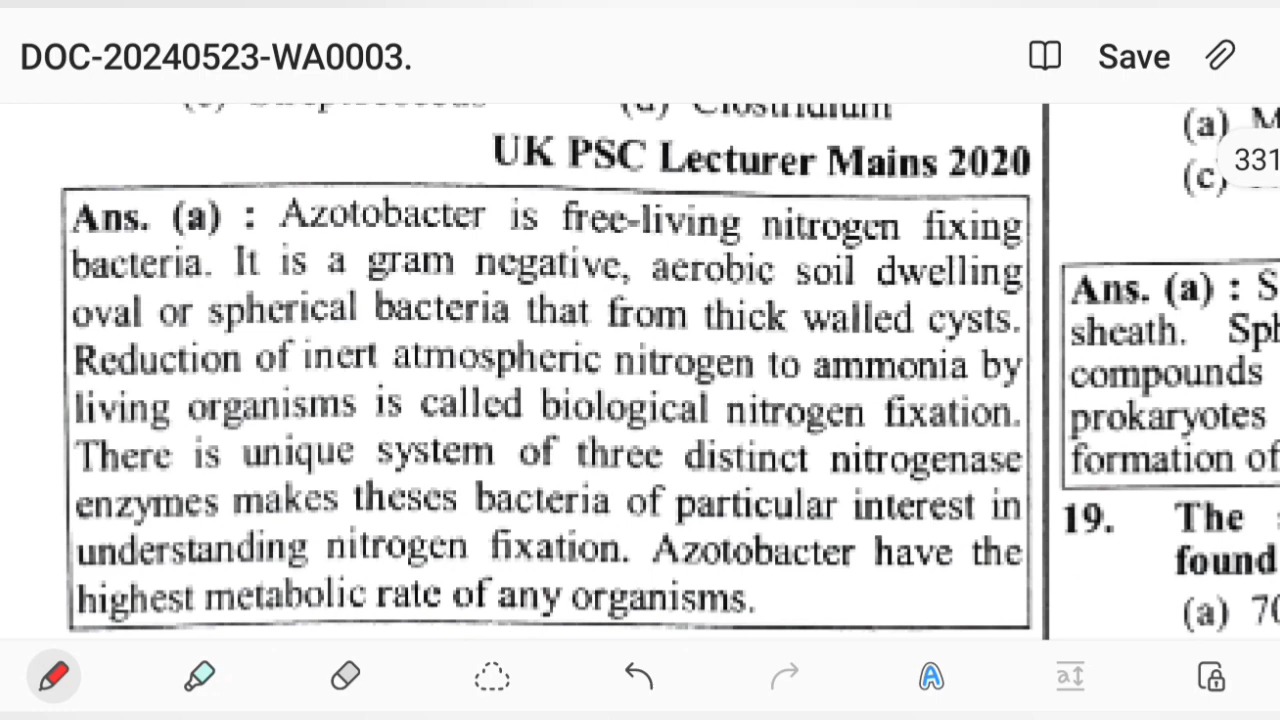 DOC-20240523-WA0003.
Save
(d) Clostridium
UK PSC Lecturer Mains 2020
Ans. (a) : Azotobacter is free-living nitrogen fixing
bacteria. It is a gram negative, aerobic soil dwelling
oval or spherical bacteria that from thick walled cysts.
Reduction of inert atmospheric nitrogen to ammonia by
living organisms is called biological nitrogen fixation.
There is unique system of three distinct nitrogenase
enzymes makes theses bacteria of particular interest in
understanding nitrogen fixation. Azotobacter have the
highest metabolic rate of any organisms.
(a) M
331
(c)
Ans. (a) : S
sheath. Sph
compounds
prokaryotes
formation of
19. The
found
(a) 70